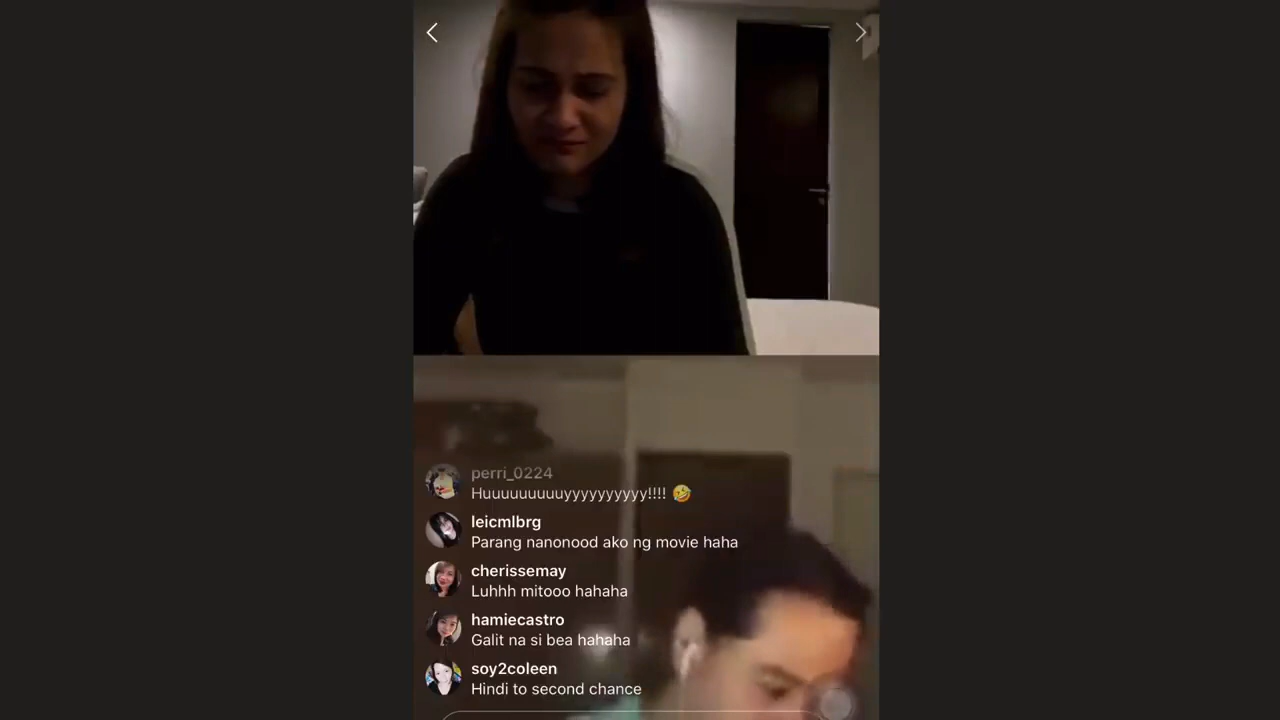 perri_0224
Huuuuuuuuuyyyyyyyyyy!!!! 🤣
leicmlbrg
Parang nanonood ako ng movie haha
cherissemay
Luhhh mitooo hahaha
hamiecastro
Galit na si bea hahaha
soy2coleen
Hindi to second chance